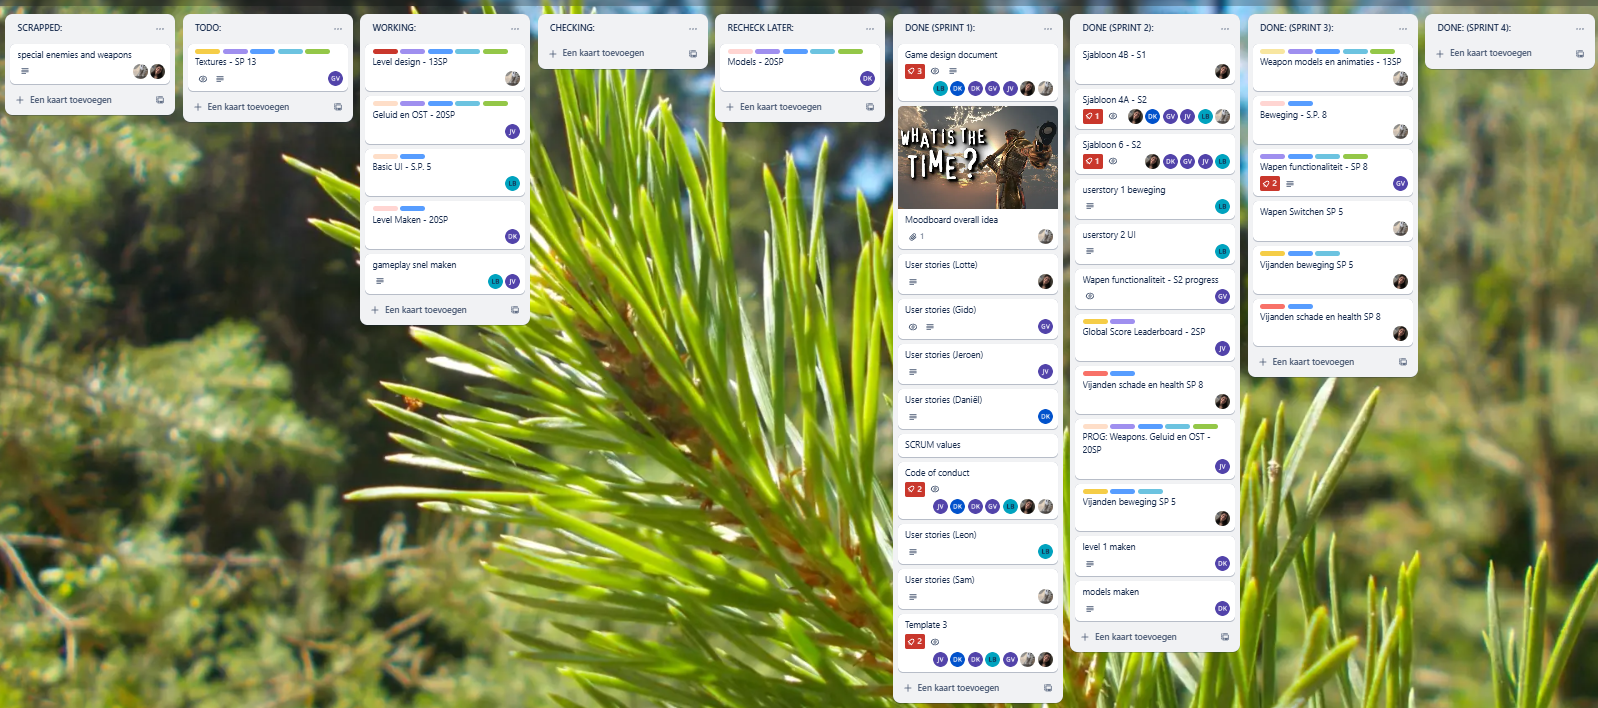 SCRAPPED:
special enemies and weapons
Een kaart toevoegen
TODO:
Textures - SP 13
GV
Een kaart toevoegen
WORKING:
Level design - 13SP
Geluid en OST - 20SP
JV
Basic UI - S.P. 5
LB
Level Maken - 20SP
DK
gameplay snel maken
LB JV
Een kaart toevoegen
CHECKING:
Een kaart toevoegen
RECHECK LATER:
Models - 20SP
DK
Een kaart toevoegen
DONE (SPRINT 1):
Game design document
3
LB DK DK GV JV
WHAT IS THE
TIME?
Moodboard overall idea
1
User stories (Lotte)
User stories (Gido)
GV
User stories (Jeroen)
JV
User stories (Daniël)
DK
SCRUM values
Code of conduct
2
JV DK DK GV LB
User stories (Leon)
LB
User stories (Sam)
Template 3
2
JV DK DK LB GV
Een kaart toevoegen
DONE (SPRINT 2):
Sjabloon 4B - S1
Sjabloon 4A - S2
1 DK GV JV LB
Sjabloon 6 - S2
1 DK GV JV LB
userstory 1 beweging
LB
userstory 2 UI
LB
Wapen functionaliteit - S2 progress
GV
Global Score Leaderboard - 2SP
JV
Vijanden schade en health SP 8
PROG: Weapons. Geluid en OST -
20SP
JV
Vijanden beweging SP 5
level 1 maken
DK
models maken
DK
Een kaart toevoegen
DONE: (SPRINT 3):
Weapon models en animaties - 13SP
Beweging - S.P. 8
Wapen functionaliteit - SP 8
2 GV
Wapen Switchen SP 5
Vijanden beweging SP 5
Vijanden schade en health SP 8
Een kaart toevoegen
DONE: (SPRINT 4):
Een kaart toevoegen